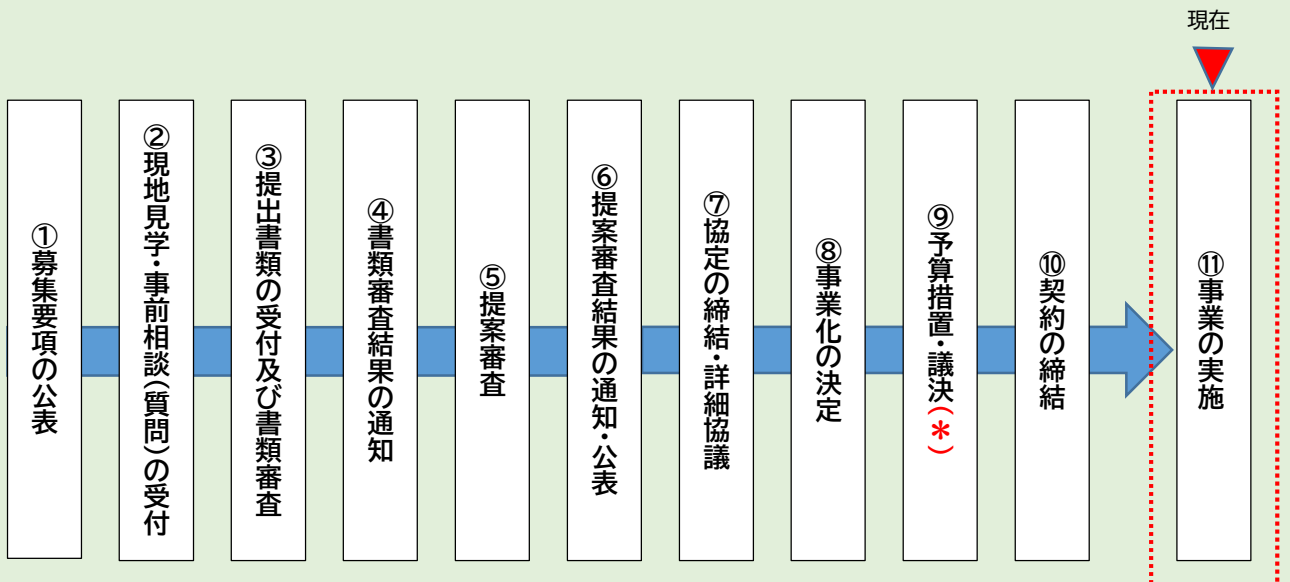 現在
①募集要項の公表
②現地見学・事前相談(質問)の受付
③提出書類の受付及び書類審査
④書類審査結果の通知
⑤提案審査
⑥提案審査結果の通知・公表
⑦協定の締結・詳細協議
⑧事業化の決定
⑨予算措置・議決(＊)
⑩契約の締結
⑪事業の実施